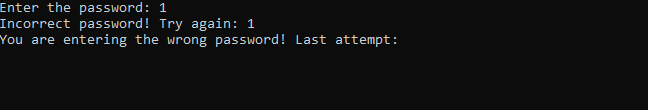 Enter the password: 1
Incorrect password! Try again: 1
You are entering the wrong password! Last attempt: